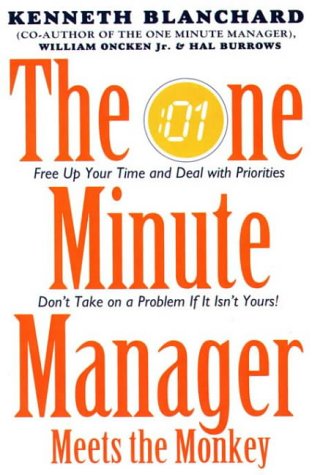 KENNETH BLANCHARD
(CO-AUTHOR OF THE ONE MINUTE MANAGER),
WILLIAM ONCKEN Jr. & HAL BURROWS
The One
:01
Free Up Your Time and Deal with Priorities
Minute
Don't Take on a Problem If It Isn't Yours!
Manager
Meets the Monkey